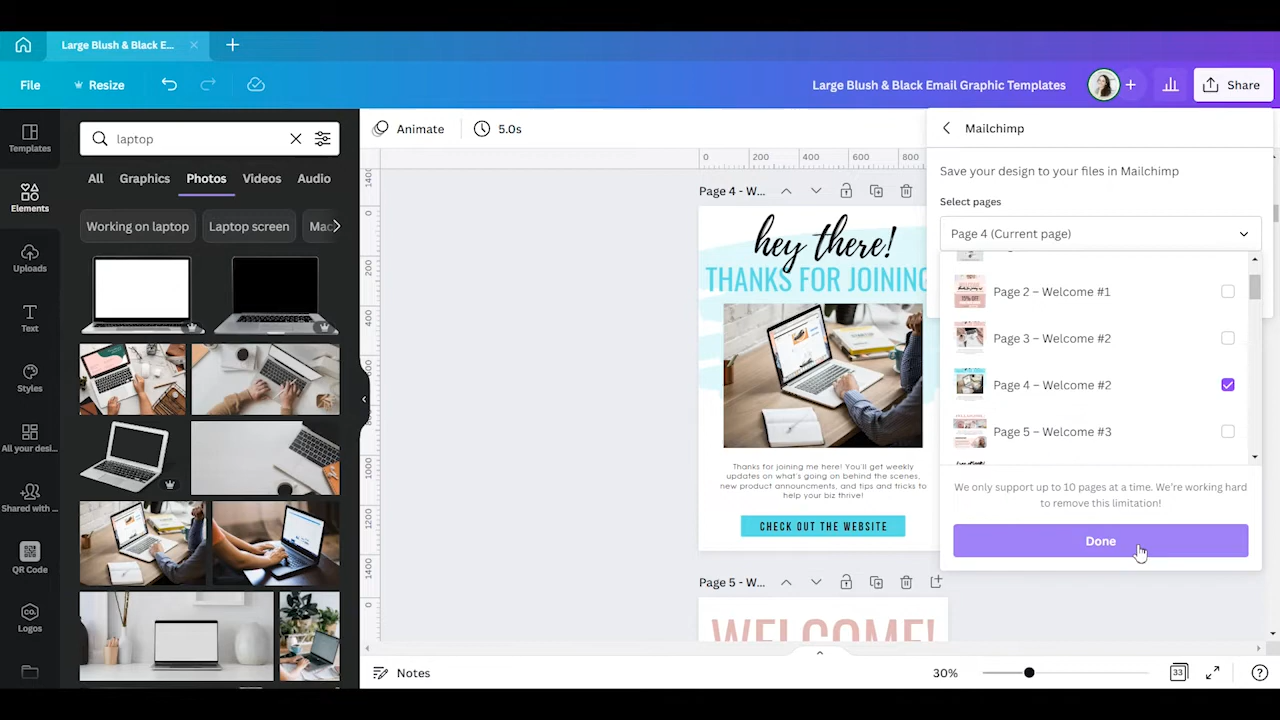 Large Blush & Black E...
File
Resize
Large Blush & Black Email Graphic Templates
Share
Templates
Elements
Uploads
Text
Styles
All your desi...
Shared with ...
QR Code
Logos
laptop
All
Graphics
Photos
Videos
Audio
Working on laptop
Laptop screen
Mac
Animate
5.0s
0
200
400
600
800
Page 4 - W...
hey there!
THANKS FOR JOINING
Thanks for joining me here! You'll get weekly
updates on what's going on behind the scenes,
new product announcements, and tips and tricks to
help your biz thrive!
CHECK OUT THE WEBSITE
Page 5 - W...
WELCOME!
Mailchimp
Save your design to your files in Mailchimp
Select pages
Page 4 (Current page)
Page 2 – Welcome #1
Page 3 – Welcome #2
Page 4 – Welcome #2
Page 5 – Welcome #3
We only support up to 10 pages at a time. We're working hard
to remove this limitation!
Done
Notes
30%
33